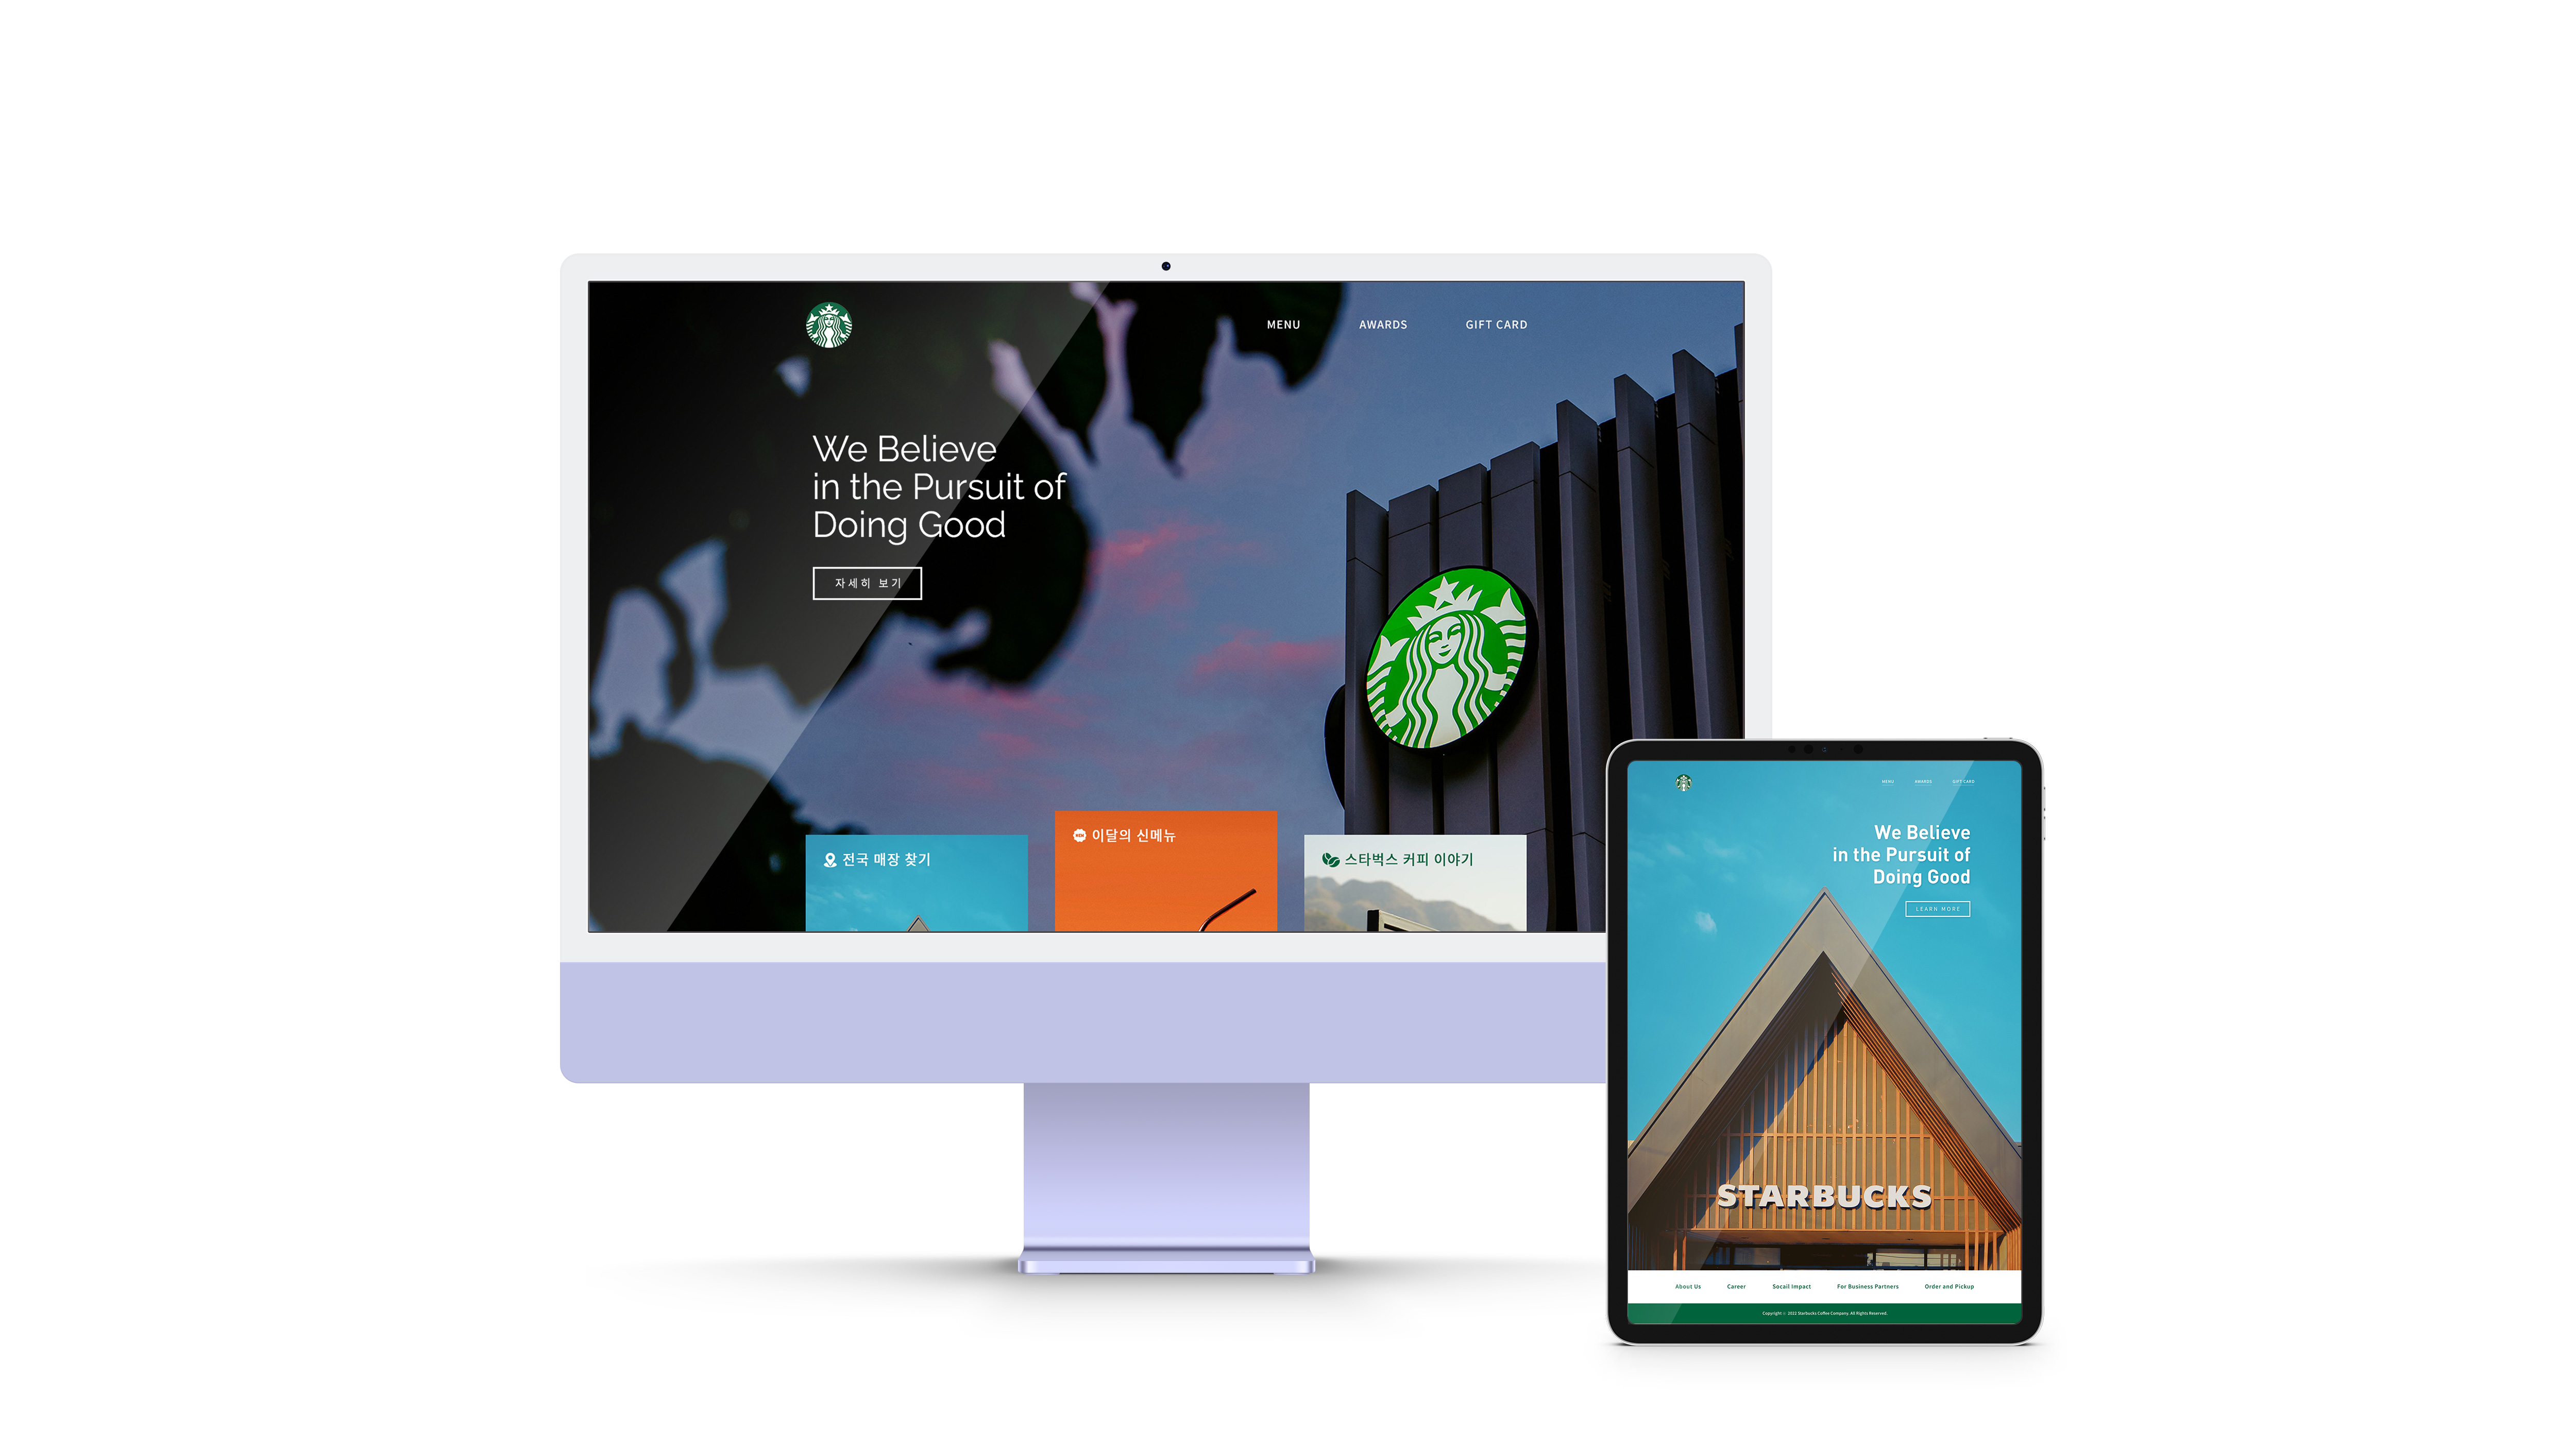 MENU AWARDS GIFT CARD
We Believe
in the Pursuit of
Doing Good
자세히 보기
전국 매장 찾기
NEW 이달의 신메뉴
스타벅스 커피 이야기
MENU AWARDS GIFT CARD
We Believe
in the Pursuit of
Doing Good
LEARN MORE
STARBUCKS
About Us Career Socail Impact For Business Partners Order and Pickup
Copyright © 2022 Starbucks Coffee Company. All Rights Reserved.